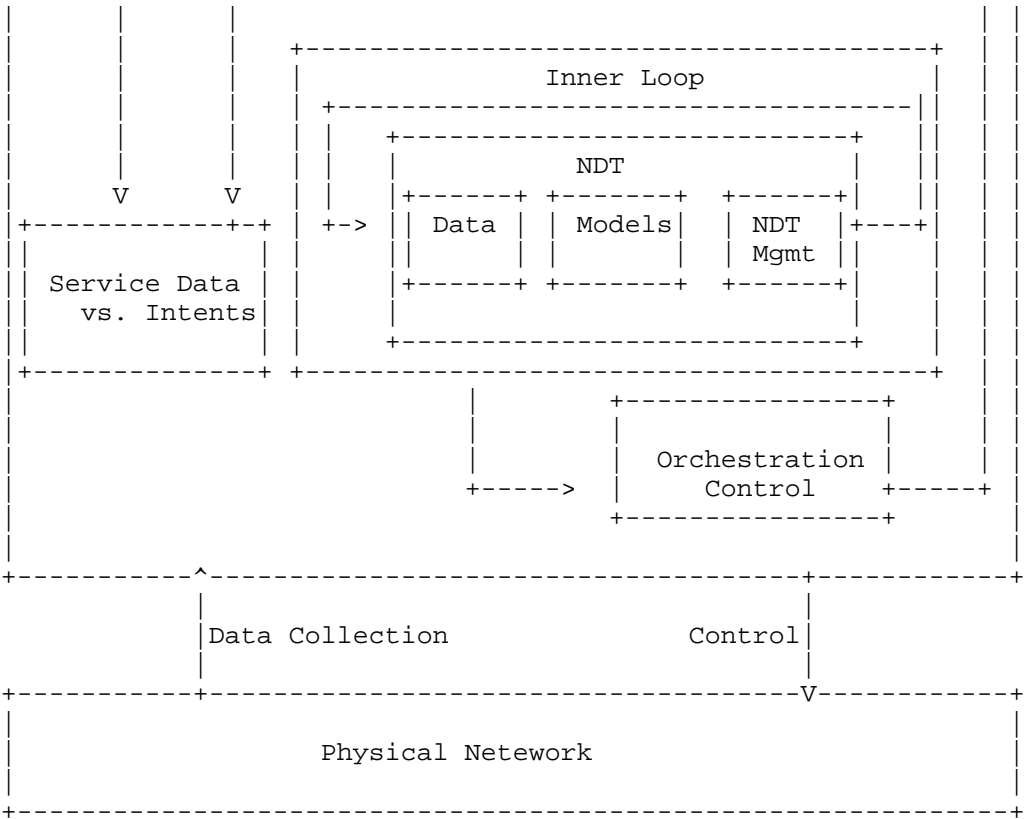 Inner Loop
NDT
V V
Data Models NDT
Mgmt
Service Data
vs. Intents
Orchestration
Control
Data Collection Control
V
Physical Netework